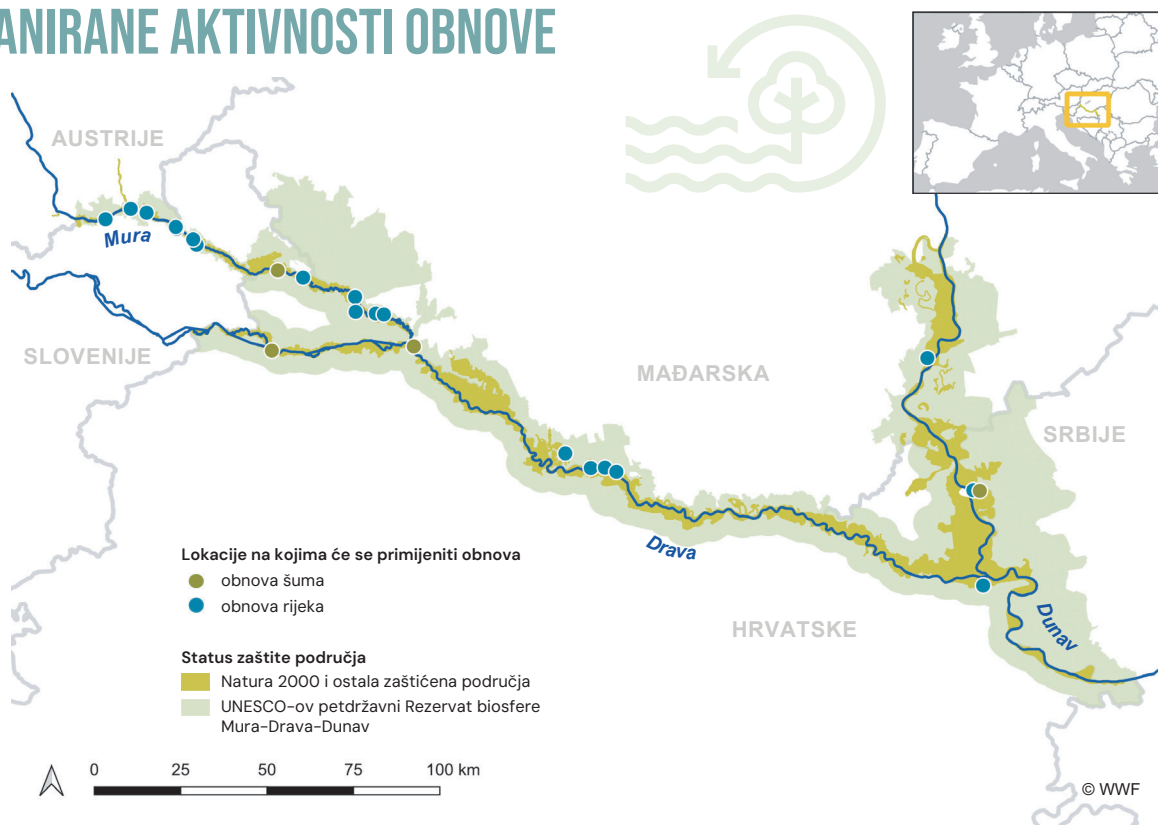 ANIRANE AKTIVNOSTI OBNOVE
AUSTRIJE
Mura
SLOVENIJE
MAĐARSKA
SRBIJE
Drava
HRVATSKE
Dunav
Lokacije na kojima će se primijeniti obnova
obnova šuma
obnova rijeka
Status zaštite područja
Natura 2000 i ostala zaštićena područja
UNESCO-ov petdržavni Rezervat biosfere
Mura-Drava-Dunav
0 25 50 75 100 km
© WWF